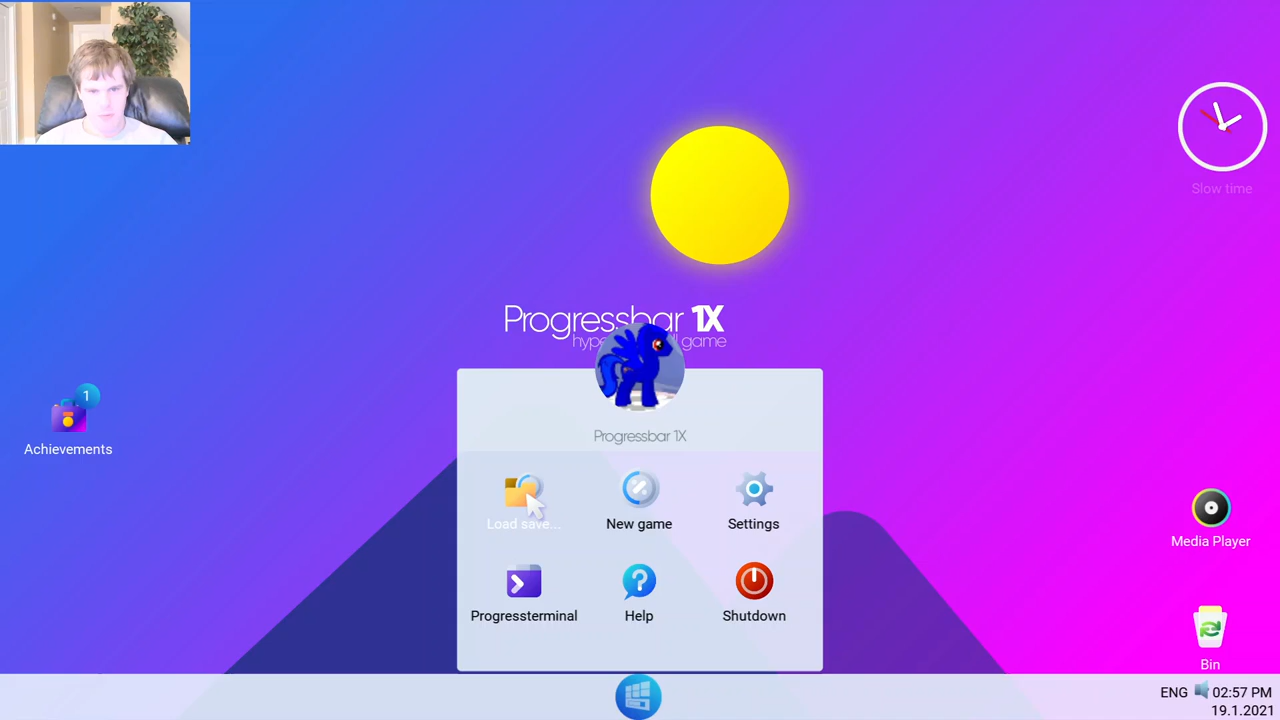 Slow time
Progressbar 1X
game
1
Achievements
Progressbar 1X
Load save...
New game
Settings
Progressterminal
Help
Shutdown
Media Player
Bin
ENG 02:57 PM
19.1.2021